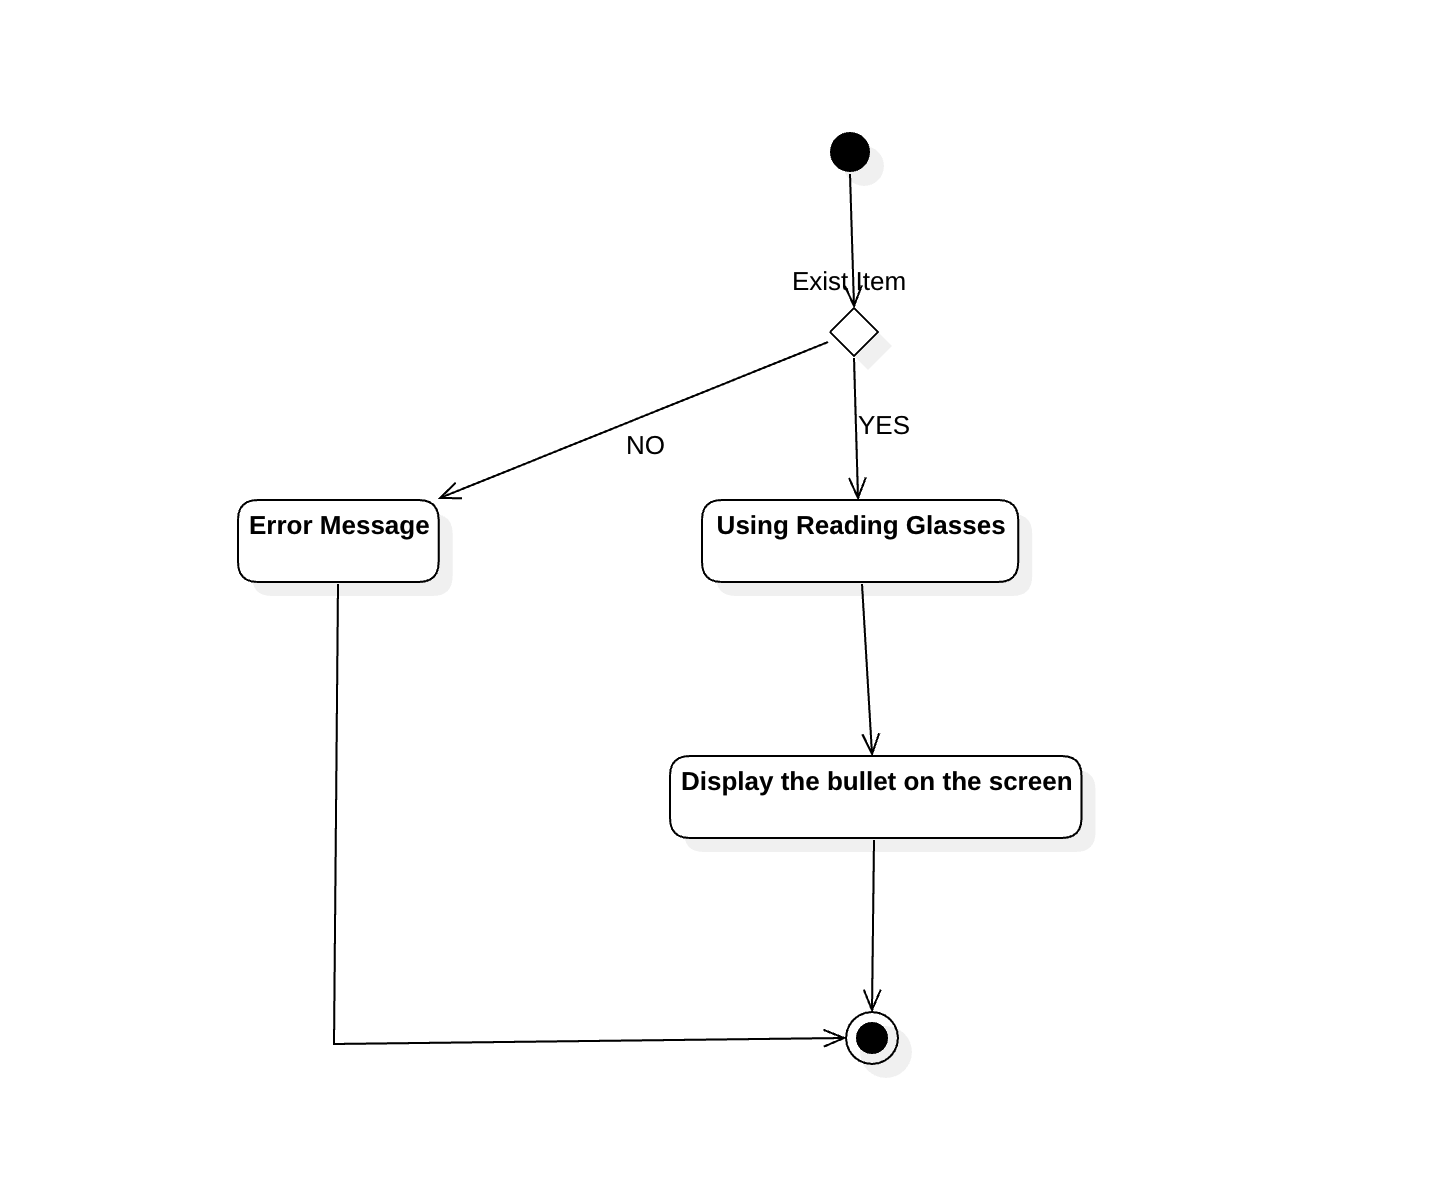 Exist Item
YES
NO
Error Message
Using Reading Glasses
Display the bullet on the screen